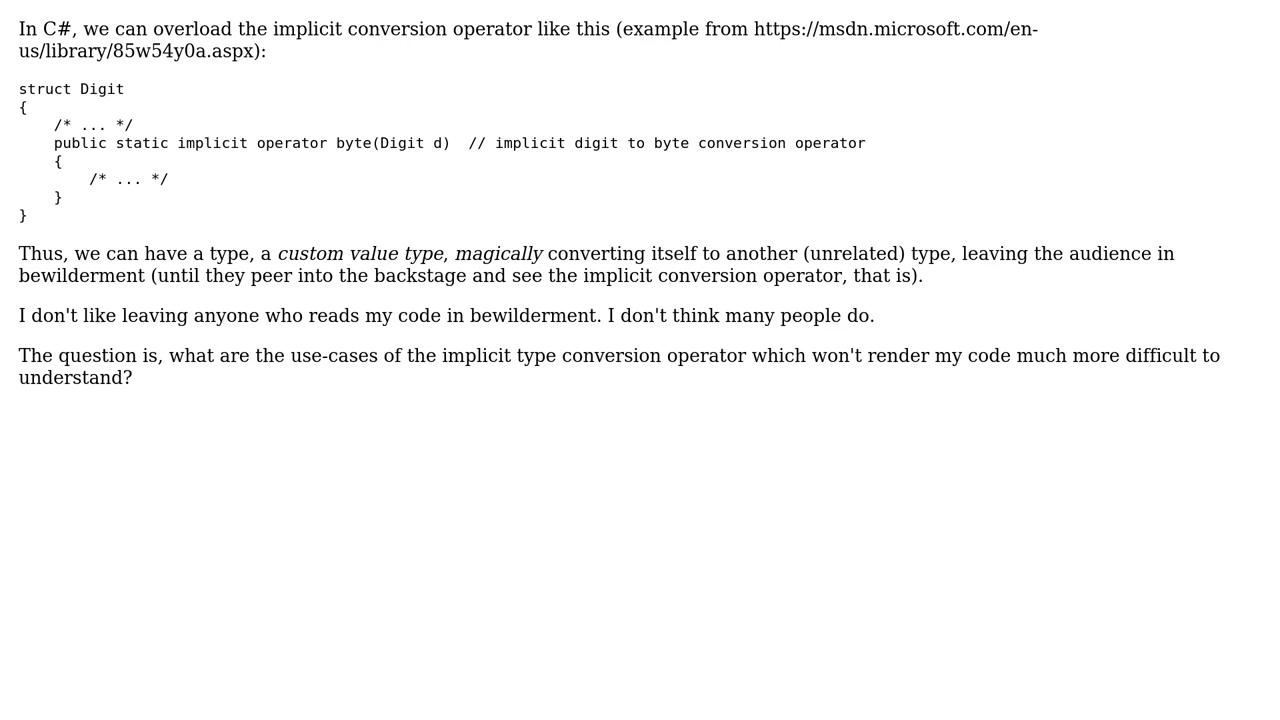 In C#, we can overload the implicit conversion operator like this (example from https://msdn.microsoft.com/en-
us/library/85w54y0a.aspx):
struct Digit
{
    /* ... */
    public static implicit operator byte(Digit d)  // implicit digit to byte conversion operator
    {
        /* ... */
    }
}
Thus, we can have a type, a custom value type, magically converting itself to another (unrelated) type, leaving the audience in
bewilderment (until they peer into the backstage and see the implicit conversion operator, that is).
I don't like leaving anyone who reads my code in bewilderment. I don't think many people do.
The question is, what are the use-cases of the implicit type conversion operator which won't render my code much more difficult to
understand?